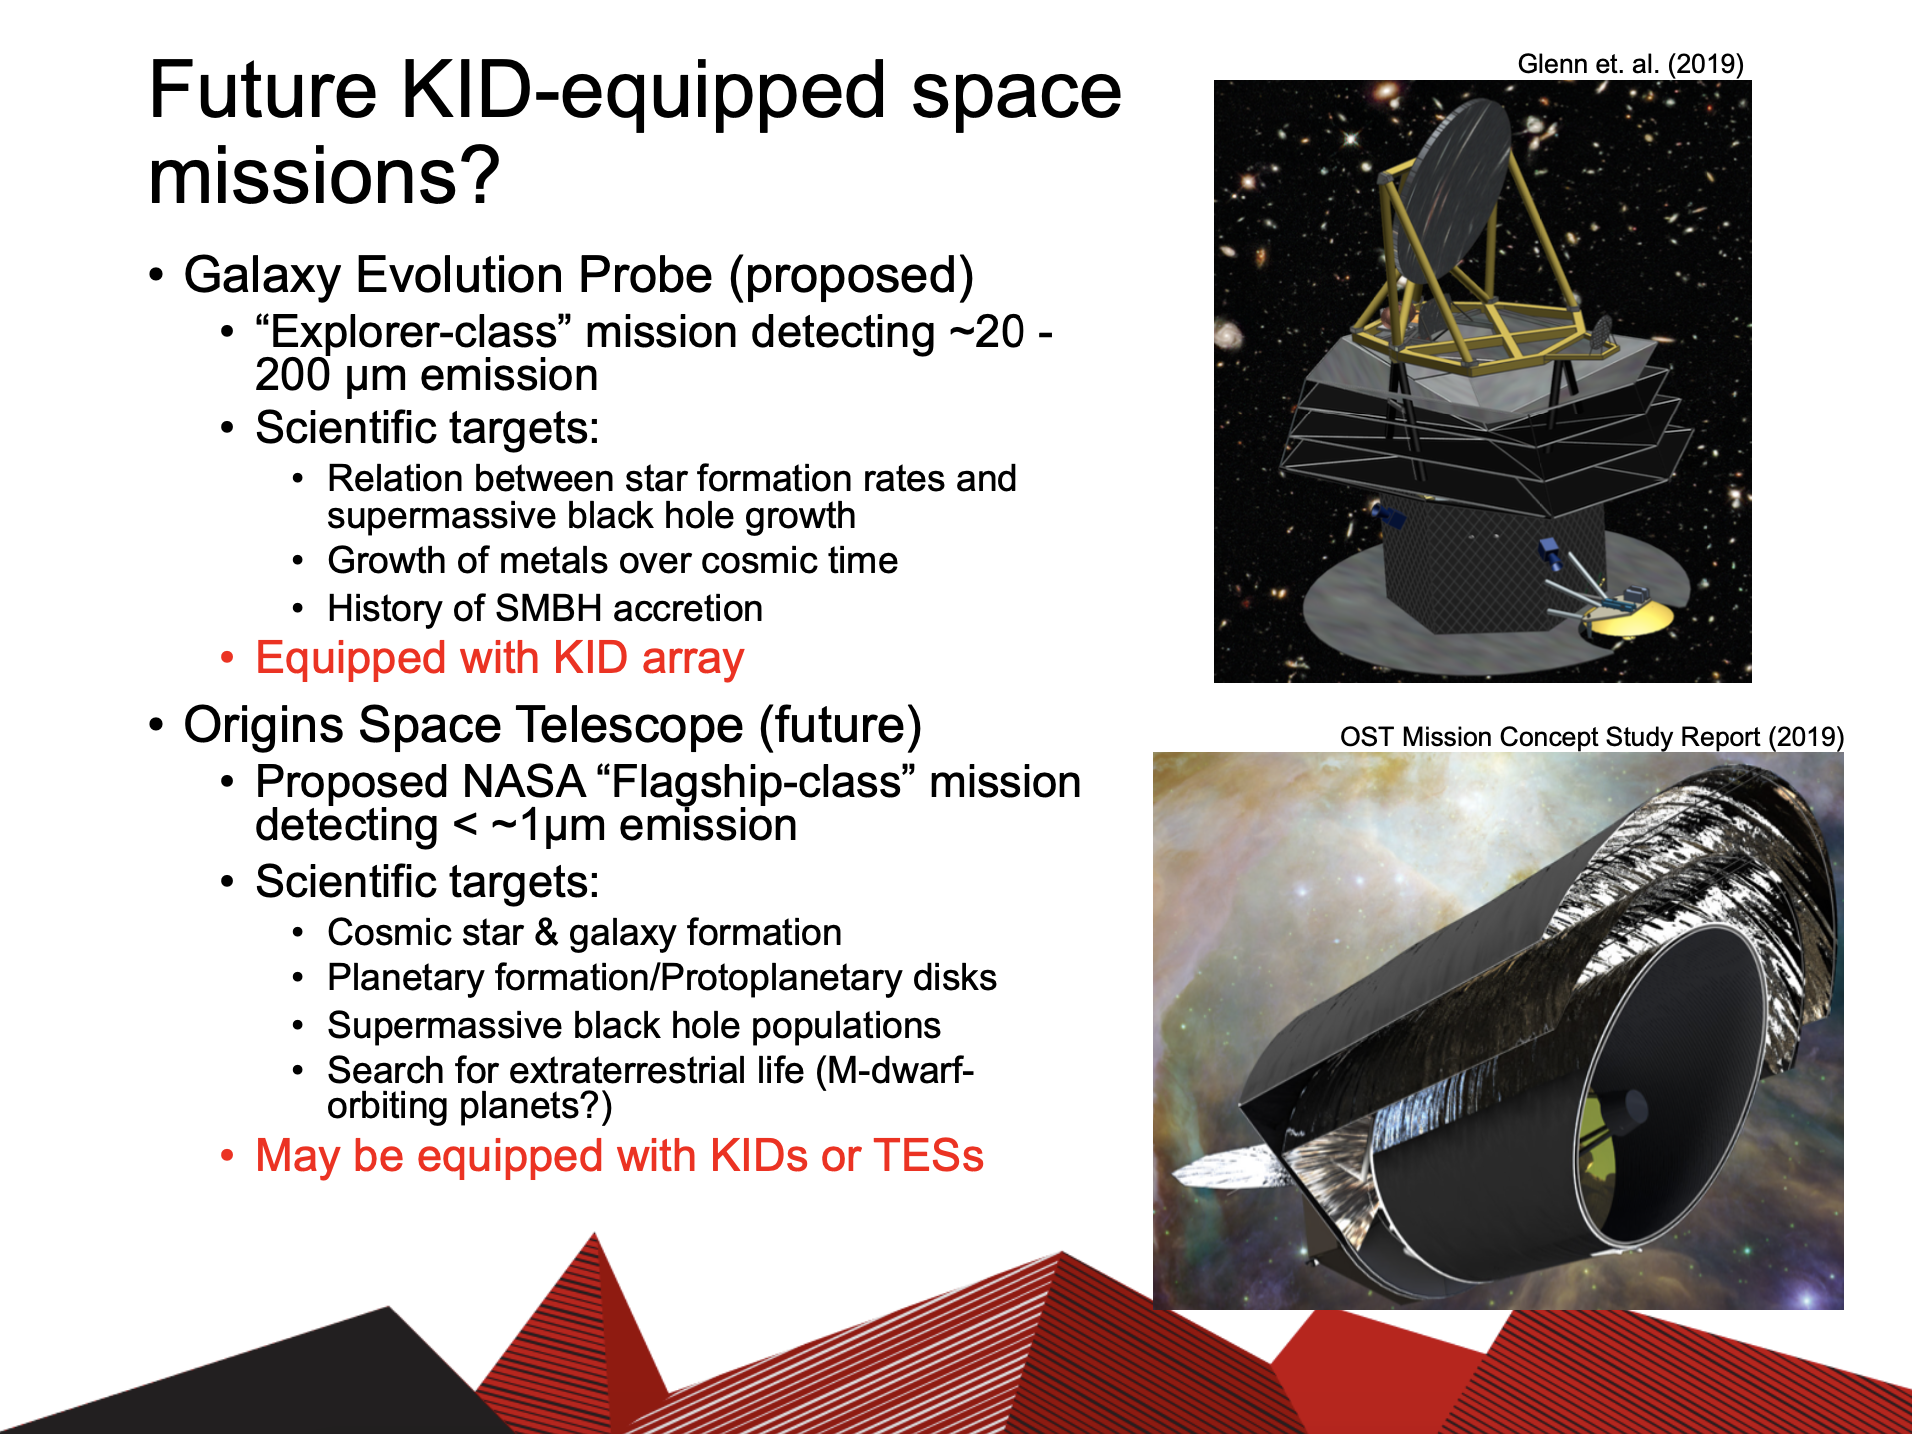 Future KID-equipped space
missions?
• Galaxy Evolution Probe (proposed)
• “Explorer-class” mission detecting ~20 -
200 µm emission
• Scientific targets:
• Relation between star formation rates and
supermassive black hole growth
• Growth of metals over cosmic time
• History of SMBH accretion
• Equipped with KID array
• Origins Space Telescope (future)
• Proposed NASA “Flagship-class” mission
detecting < ~1µm emission
• Scientific targets:
• Cosmic star & galaxy formation
• Planetary formation/Protoplanetary disks
• Supermassive black hole populations
• Search for extraterrestrial life (M-dwarf-
orbiting planets?)
• May be equipped with KIDs or TESs
Glenn et. al. (2019)
OST Mission Concept Study Report (2019)